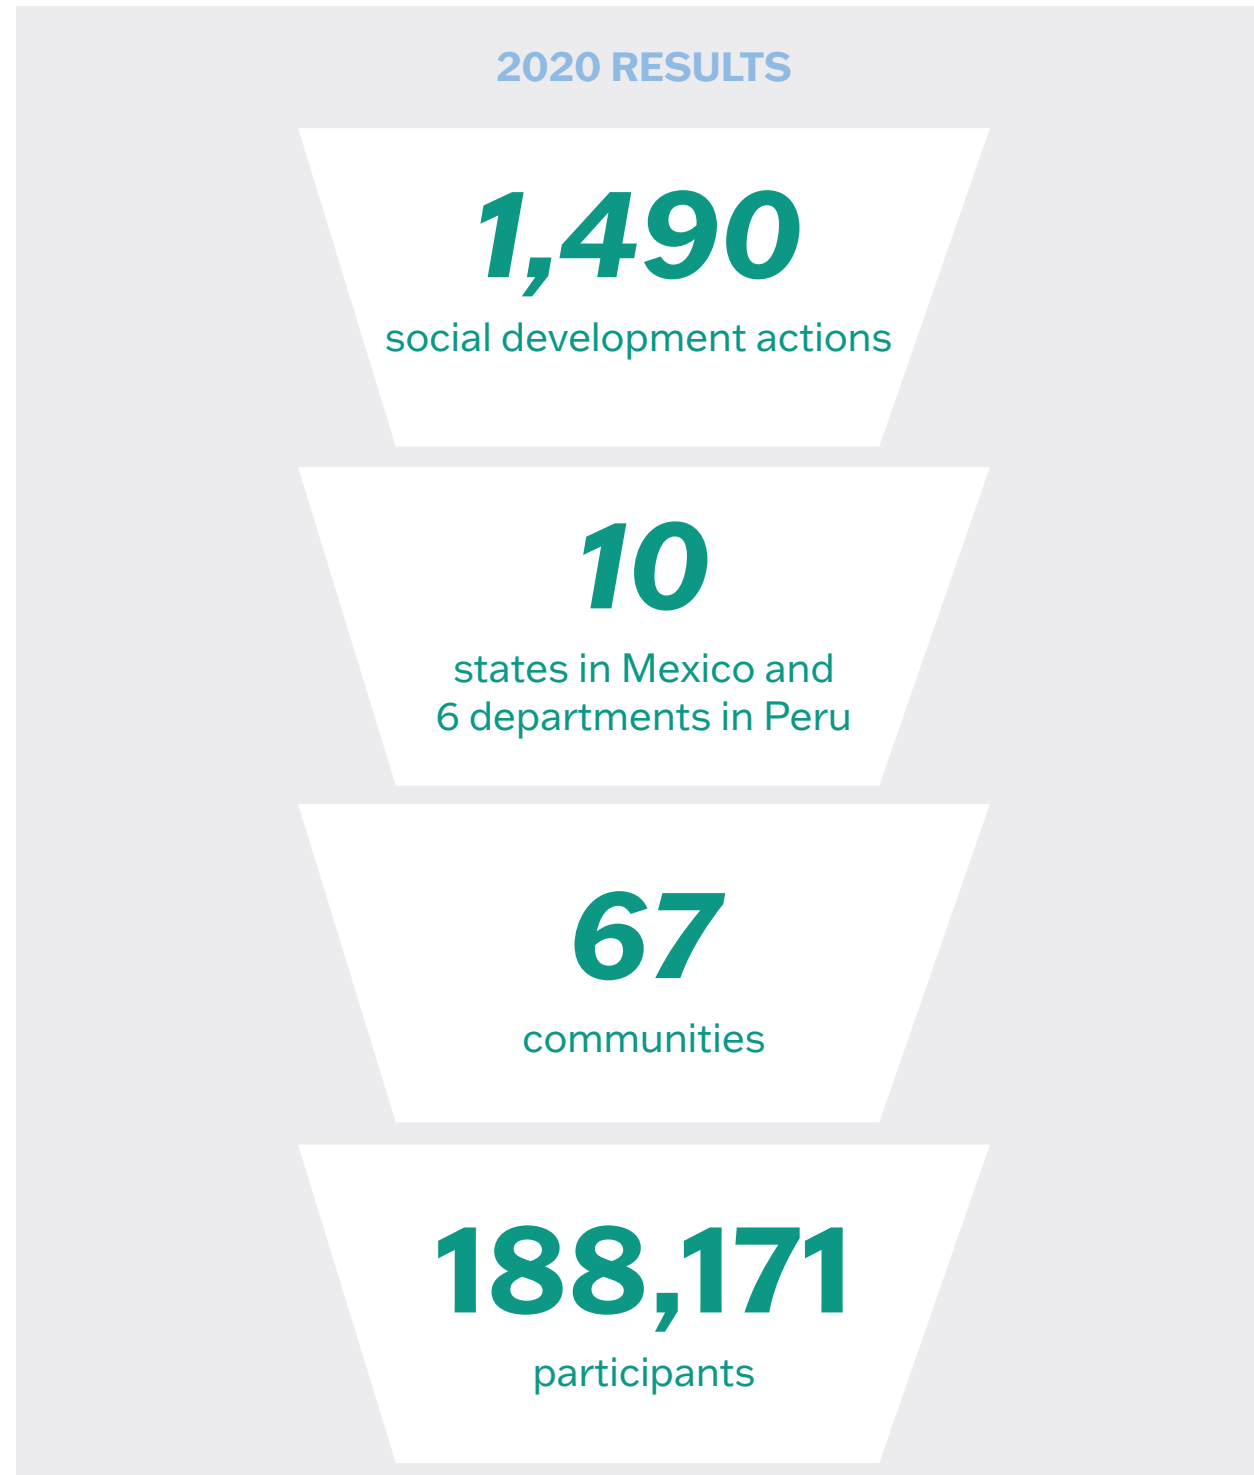 2020 RESULTS
1,490
social development actions
10
states in Mexico and
6 departments in Peru
67
communities
188,171
participants